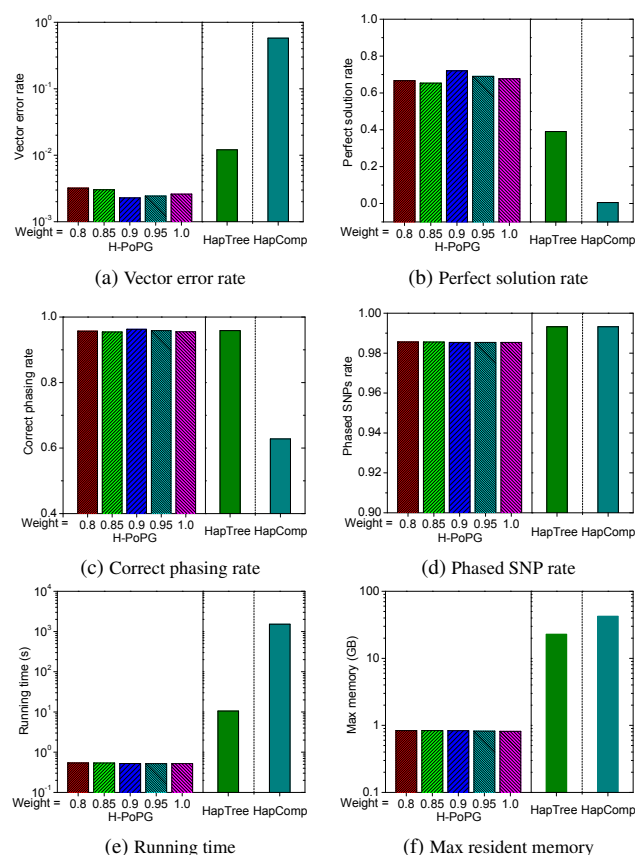 Vector error rate
10^0
10^-1
10^-2
10^-3
Weight = 0.8 0.85 0.9 0.95 1.0 HapTree HapComp
H-PoPG
(a) Vector error rate
Perfect solution rate
1.0
0.8
0.6
0.4
0.2
0.0
Weight = 0.8 0.85 0.9 0.95 1.0 HapTree HapComp
H-PoPG
(b) Perfect solution rate
Correct phasing rate
1.0
0.8
0.6
0.4
Weight = 0.8 0.85 0.9 0.95 1.0 HapTree HapComp
H-PoPG
(c) Correct phasing rate
Phased SNPs rate
1.00
0.98
0.96
0.94
0.92
0.90
Weight = 0.8 0.85 0.9 0.95 1.0 HapTree HapComp
H-PoPG
(d) Phased SNP rate
Running time (s)
10^4
10^3
10^2
10^1
10^0
10^-1
Weight = 0.8 0.85 0.9 0.95 1.0 HapTree HapComp
H-PoPG
(e) Running time
Max memory (GB)
100
10
1
0.1
Weight = 0.8 0.85 0.9 0.95 1.0 HapTree HapComp
H-PoPG
(f) Max resident memory